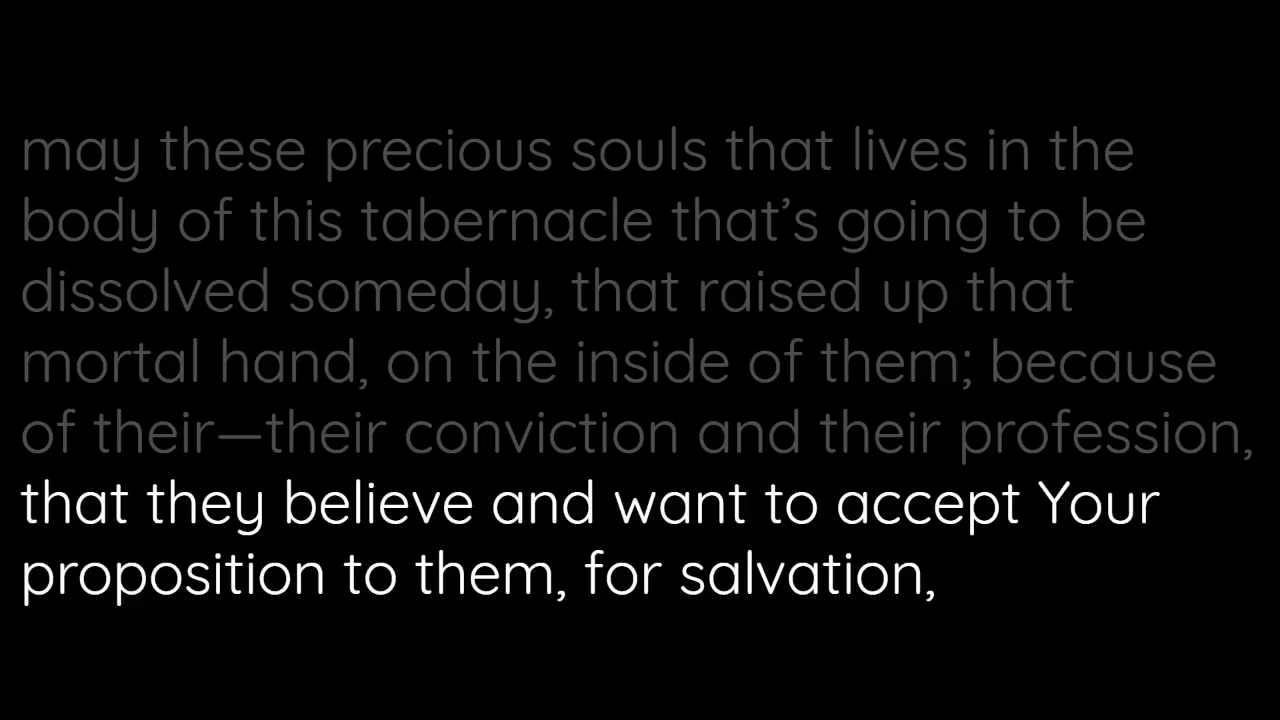 may these precious souls that lives in the
body of this tabernacle that’s going to be
dissolved someday, that raised up that
mortal hand, on the inside of them; because
of their—their conviction and their profession,
that they believe and want to accept Your
proposition to them, for salvation,